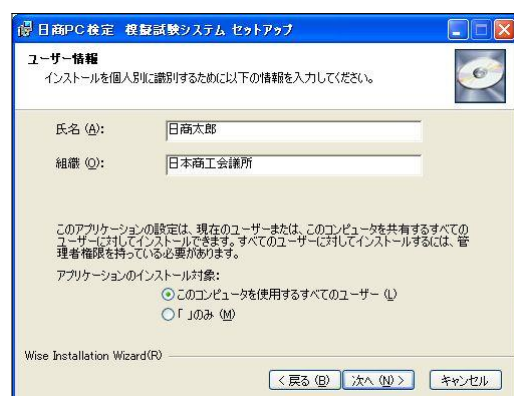 日商PC検定 模擬試験システム セットアップ
ユーザー情報
インストールを個人別に識別するために以下の情報を入力してください。
氏名 (A):
日商太郎
組織 (O):
日本商工会議所
このアプリケーションの設定は、現在のユーザーまたは、このコンピュータを共有するすべての
ユーザーに対してインストールできます。すべてのユーザーに対してインストールするには、管
理者権限を持っている必要があります。
アプリケーションのインストール対象:
このコンピュータを使用するすべてのユーザー (L)
「 」のみ (M)
Wise Installation Wizard(R)
< 戻る (B)
次へ (N) >
キャンセル